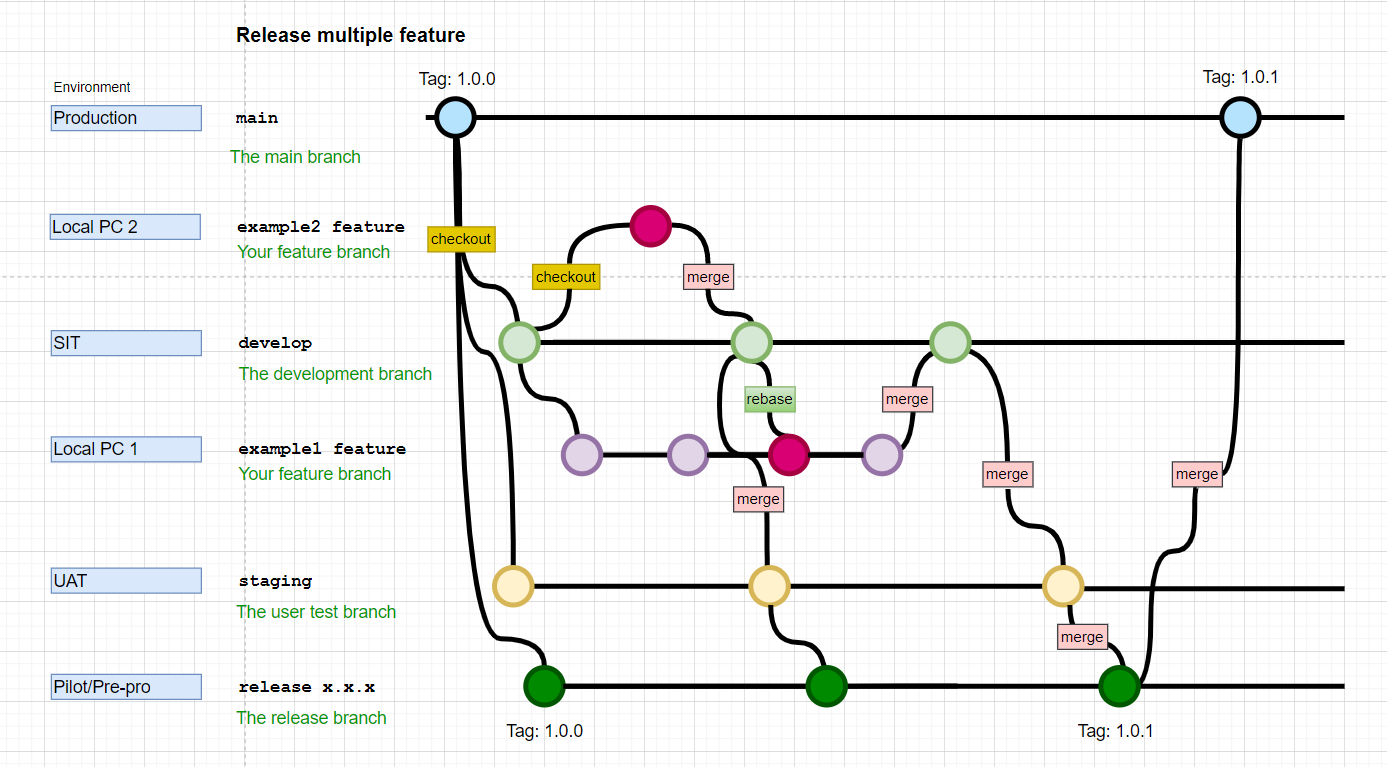 Release multiple feature
Tag: 1.0.0
Tag: 1.0.1
Environment
Production
main
The main branch
Local PC 2
example2 feature
checkout
Your feature branch
checkout
merge
SIT
develop
The development branch
rebase
merge
Local PC 1
example1 feature
Your feature branch
merge
merge
merge
UAT
staging
The user test branch
merge
Pilot/Pre-pro
release x.x.x
The release branch
Tag: 1.0.0
Tag: 1.0.1